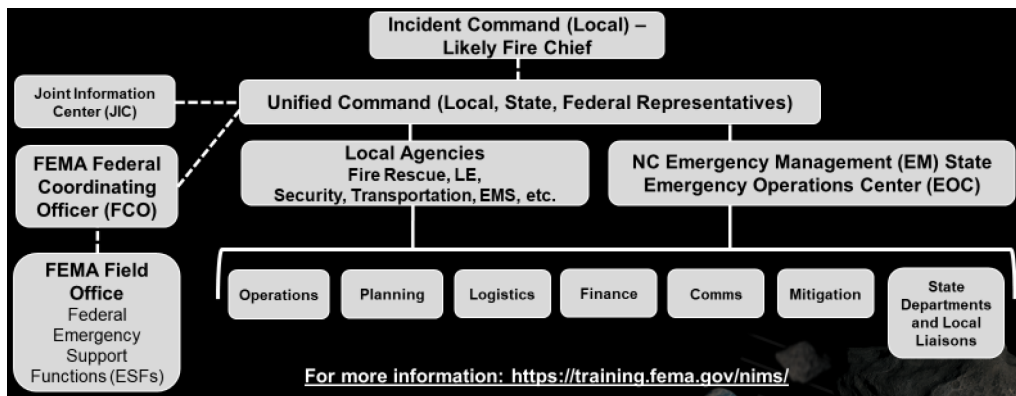 Incident Command (Local) –
Likely Fire Chief
Joint Information
Center (JIC)
Unified Command (Local, State, Federal Representatives)
FEMA Federal
Coordinating
Officer (FCO)
Local Agencies
Fire Rescue, LE,
Security, Transportation, EMS, etc.
NC Emergency Management (EM) State
Emergency Operations Center (EOC)
FEMA Field
Office
Federal
Emergency
Support
Functions (ESFs)
Operations
Planning
Logistics
Finance
Comms
Mitigation
State
Departments
and Local
Liaisons
For more information: https://training.fema.gov/nims/